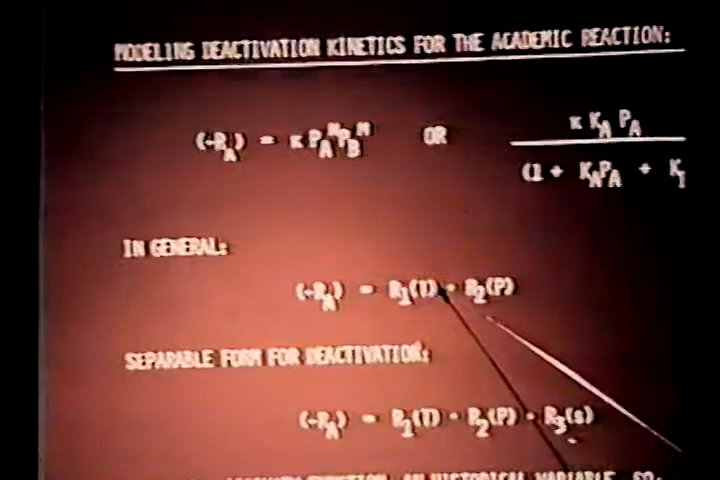 MODELING DEACTIVATION KINETICS FOR THE ACADEMIC REACTION:
(-R_A) = K P_A^N P_B^M OR K K_A P_A / (1 + K_A P_A + K_1
IN GENERAL:
(-R_A) = R_1(T) · R_2(P)
SEPARABLE FORM FOR DEACTIVATION:
(-R_A) = R_1(T) · R_2(P) · R_3(s)